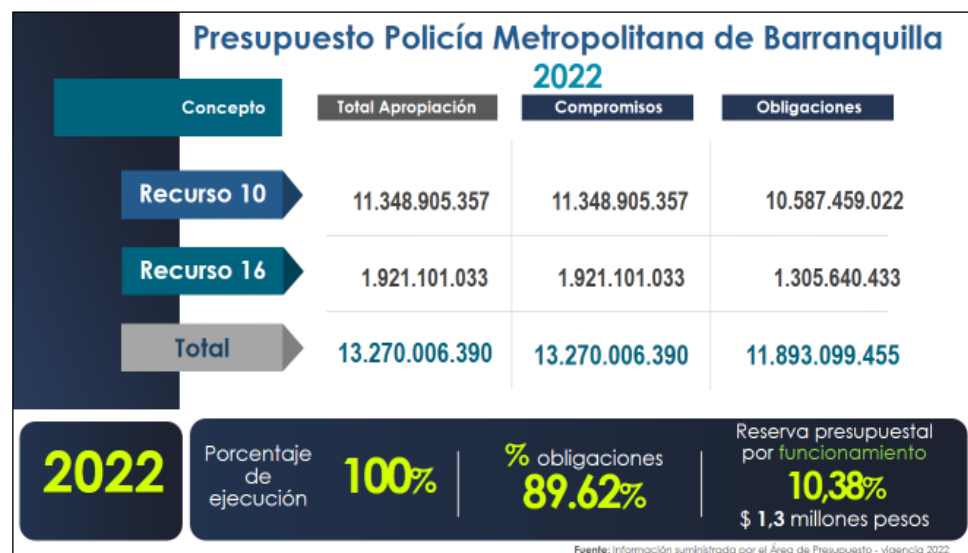 Presupuesto Policía Metropolitana de Barranquilla
2022
Concepto
Total Apropiación
Compromisos
Obligaciones
Recurso 10
11.348.905.357
11.348.905.357
10.587.459.022
Recurso 16
1.921.101.033
1.921.101.033
1.305.640.433
Total
13.270.006.390
13.270.006.390
11.893.099.455
2022
Porcentaje
de
ejecución
100%
% obligaciones
89.62%
Reserva presupuestal
por funcionamiento
10,38%
$ 1,3 millones pesos
Fuente: Información suministrada por el Área de Presupuesto - vigencia 2022